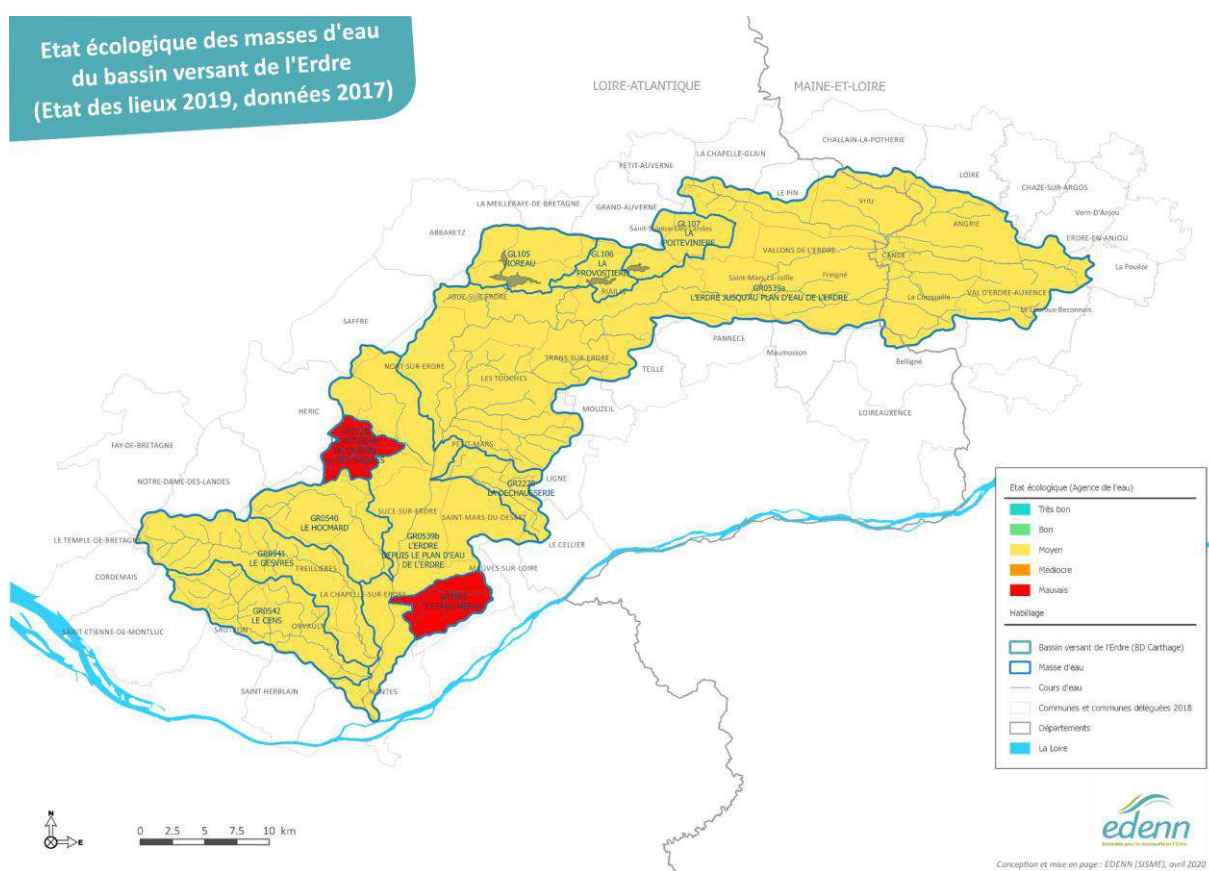 Etat écologique des masses d'eau
du bassin versant de l'Erdre
(Etat des lieux 2019, données 2017)
LOIRE-ATLANTIQUE
MAINE-ET-LOIRE
CHALLAIN-LA-POTHERIE
LA CHAPELLE-GLAIN
PETIT-AUVERNE
LOIRE
LE PIN
CHAZE-SUR-ARGOS
LA MEILLERAYE-DE-BRETAGNE
GRAND-AUVERNE
Vritz
Vern-D'Anjou
ABBARETZ
ANGRIE
GL107
LA
POITEVINIERE
ERDRE-EN-ANJOU
GL105
VIOREAU
GL106
LA
PROVOSTIERE
VALLONS DE L'ERDRE
CANDE
La Pouëze
Saint-Mars-La-Jaille
Freigné
GR0539a
L'ERDRE JUSQU'AU PLAN D'EAU DE L'ERDRE
RIAILLE
JOUE-SUR-ERDRE
La Cornuaille
VAL D'ERDRE-AUXENCE
Le Louroux-Beconnais
SAFFRE
PANNECE
Maumusson
Belligné
NORT-SUR-ERDRE
TRANS-SUR-ERDRE
TEILLE
LES TOUCHES
HERIC
MOUZEIL
LOIREAUXENCE
FAY-DE-BRETAGNE
PETIT-MARS
NOTRE-DAME-DES-LANDES
LIGNE
LA DECHAUSSERIE
SUCE-SUR-ERDRE
SAINT-MARS-DU-DESERT
GR0540
LE HOCMARD
GR0539b
L'ERDRE
DEPUIS LE PLAN D'EAU
DE L'ERDRE
LE TEMPLE-DE-BRETAGNE
LE CELLIER
GR0541
LE GESVRES
TREILLIERES
MAUVES-SUR-LOIRE
CORDEMAIS
LA CHAPELLE-SUR-ERDRE
GR0542
LE CENS
ORVAULT
SAUTRON
SAINT-ETIENNE-DE-MONTLUC
SAINT-HERBLAIN
NANTES
Etat écologique (Agence de l'eau)
Très bon
Bon
Moyen
Médiocre
Mauvais
Habillage
Bassin versant de l'Erdre (BD Carthage)
Masse d'eau
Cours d'eau
Communes et communes déléguées 2018
Départements
La Loire
N
E
0 2.5 5 7.5 10 km
edenn
Conception et mise en page : EDENN (SISME), avril 2020